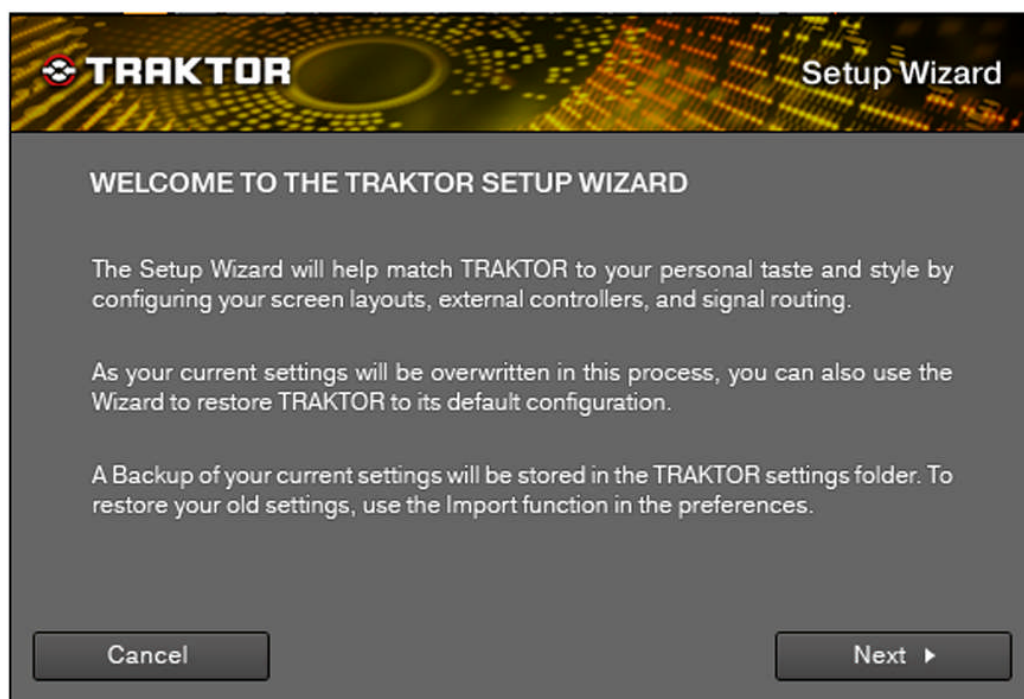 TRAKTOR
Setup Wizard
WELCOME TO THE TRAKTOR SETUP WIZARD
The Setup Wizard will help match TRAKTOR to your personal taste and style by
configuring your screen layouts, external controllers, and signal routing.
As your current settings will be overwritten in this process, you can also use the
Wizard to restore TRAKTOR to its default configuration.
A Backup of your current settings will be stored in the TRAKTOR settings folder. To
restore your old settings, use the Import function in the preferences.
Cancel
Next